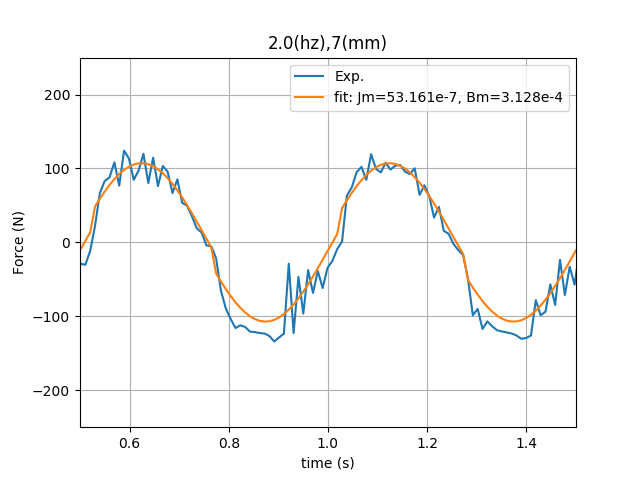 2.0(hz),7(mm)
Exp.
fit: Jm=53.161e-7, Bm=3.128e-4
Force (N)
200
100
0
−100
−200
0.6
0.8
1.0
1.2
1.4
time (s)